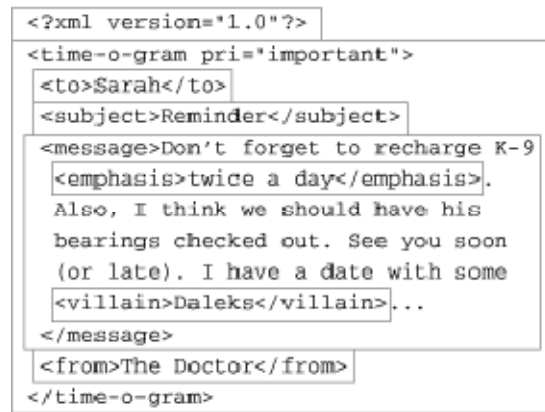 <?xml version="1.0"?>
<time-o-gram pri="important">
<to>Sarah</to>
<subject>Reminder</subject>
<message>Don't forget to recharge K-9
<emphasis>twice a day</emphasis>.
Also, I think we should have his
bearings checked out. See you soon
(or late). I have a date with some
<villain>Daleks</villain>...
</message>
<from>The Doctor</from>
</time-o-gram>